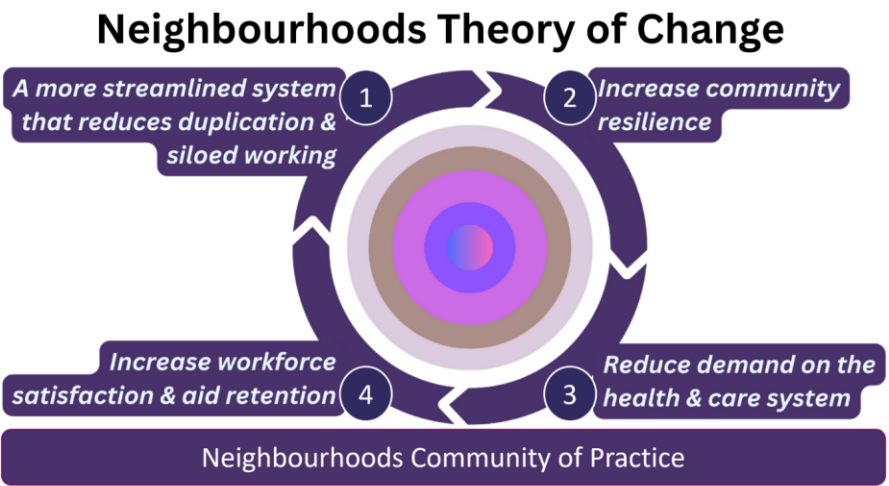 Neighbourhoods Theory of Change
A more streamlined system
that reduces duplication &
siloed working
1
2
Increase community
resilience
Increase workforce
satisfaction & aid retention
4
3
Reduce demand on the
health & care system
Neighbourhoods Community of Practice